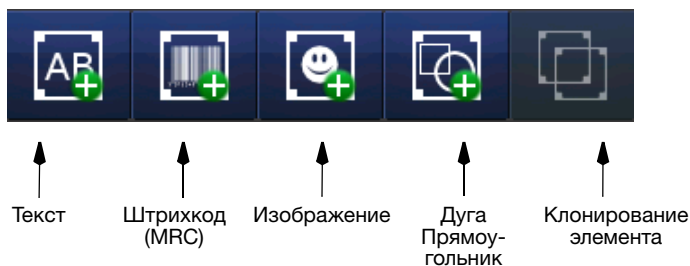 AB
Текст
Штрихкод
(MRC)
Изображение
Дуга
Прямоу-
гольник
Клонирование
элемента